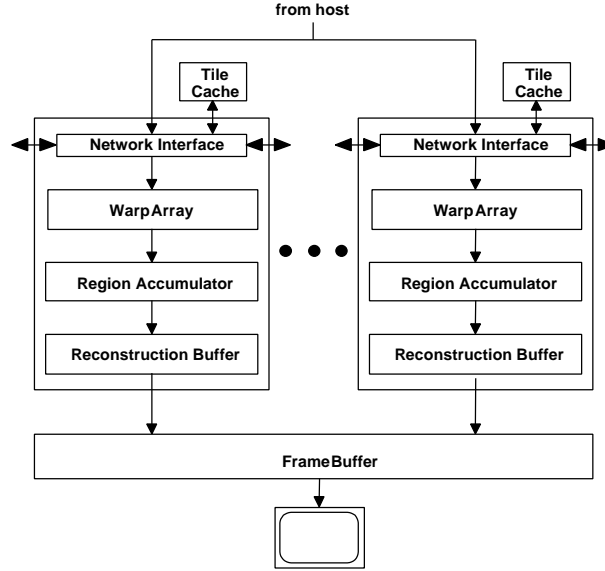 from host
Tile
Cache
Tile
Cache
Network Interface
Network Interface
WarpArray
WarpArray
Region Accumulator
Region Accumulator
Reconstruction Buffer
Reconstruction Buffer
FrameBuffer